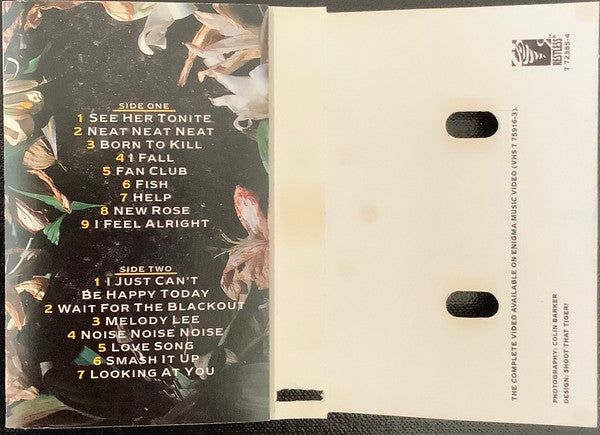 SIDE ONE
1 SEE HER TONITE
2 NEAT NEAT NEAT
3 BORN TO KILL
4 I FALL
5 FAN CLUB
6 FISH
7 HELP
8 NEW ROSE
9 I FEEL ALRIGHT
SIDE TWO
1 I JUST CAN'T
BE HAPPY TODAY
2 WAIT FOR THE BLACKOUT
3 MELODY LEE
4 NOISE NOISE NOISE
5 LOVE SONG
6 SMASH IT UP
7 LOOKING AT YOU
RESTLESS®
7 72385-4
THE COMPLETE VIDEO AVAILABLE ON ENIGMA MUSIC VIDEO (VHS 7 75916-3).
PHOTOGRAPHY: COLIN BARKER
DESIGN: SHOOT THAT TIGER!